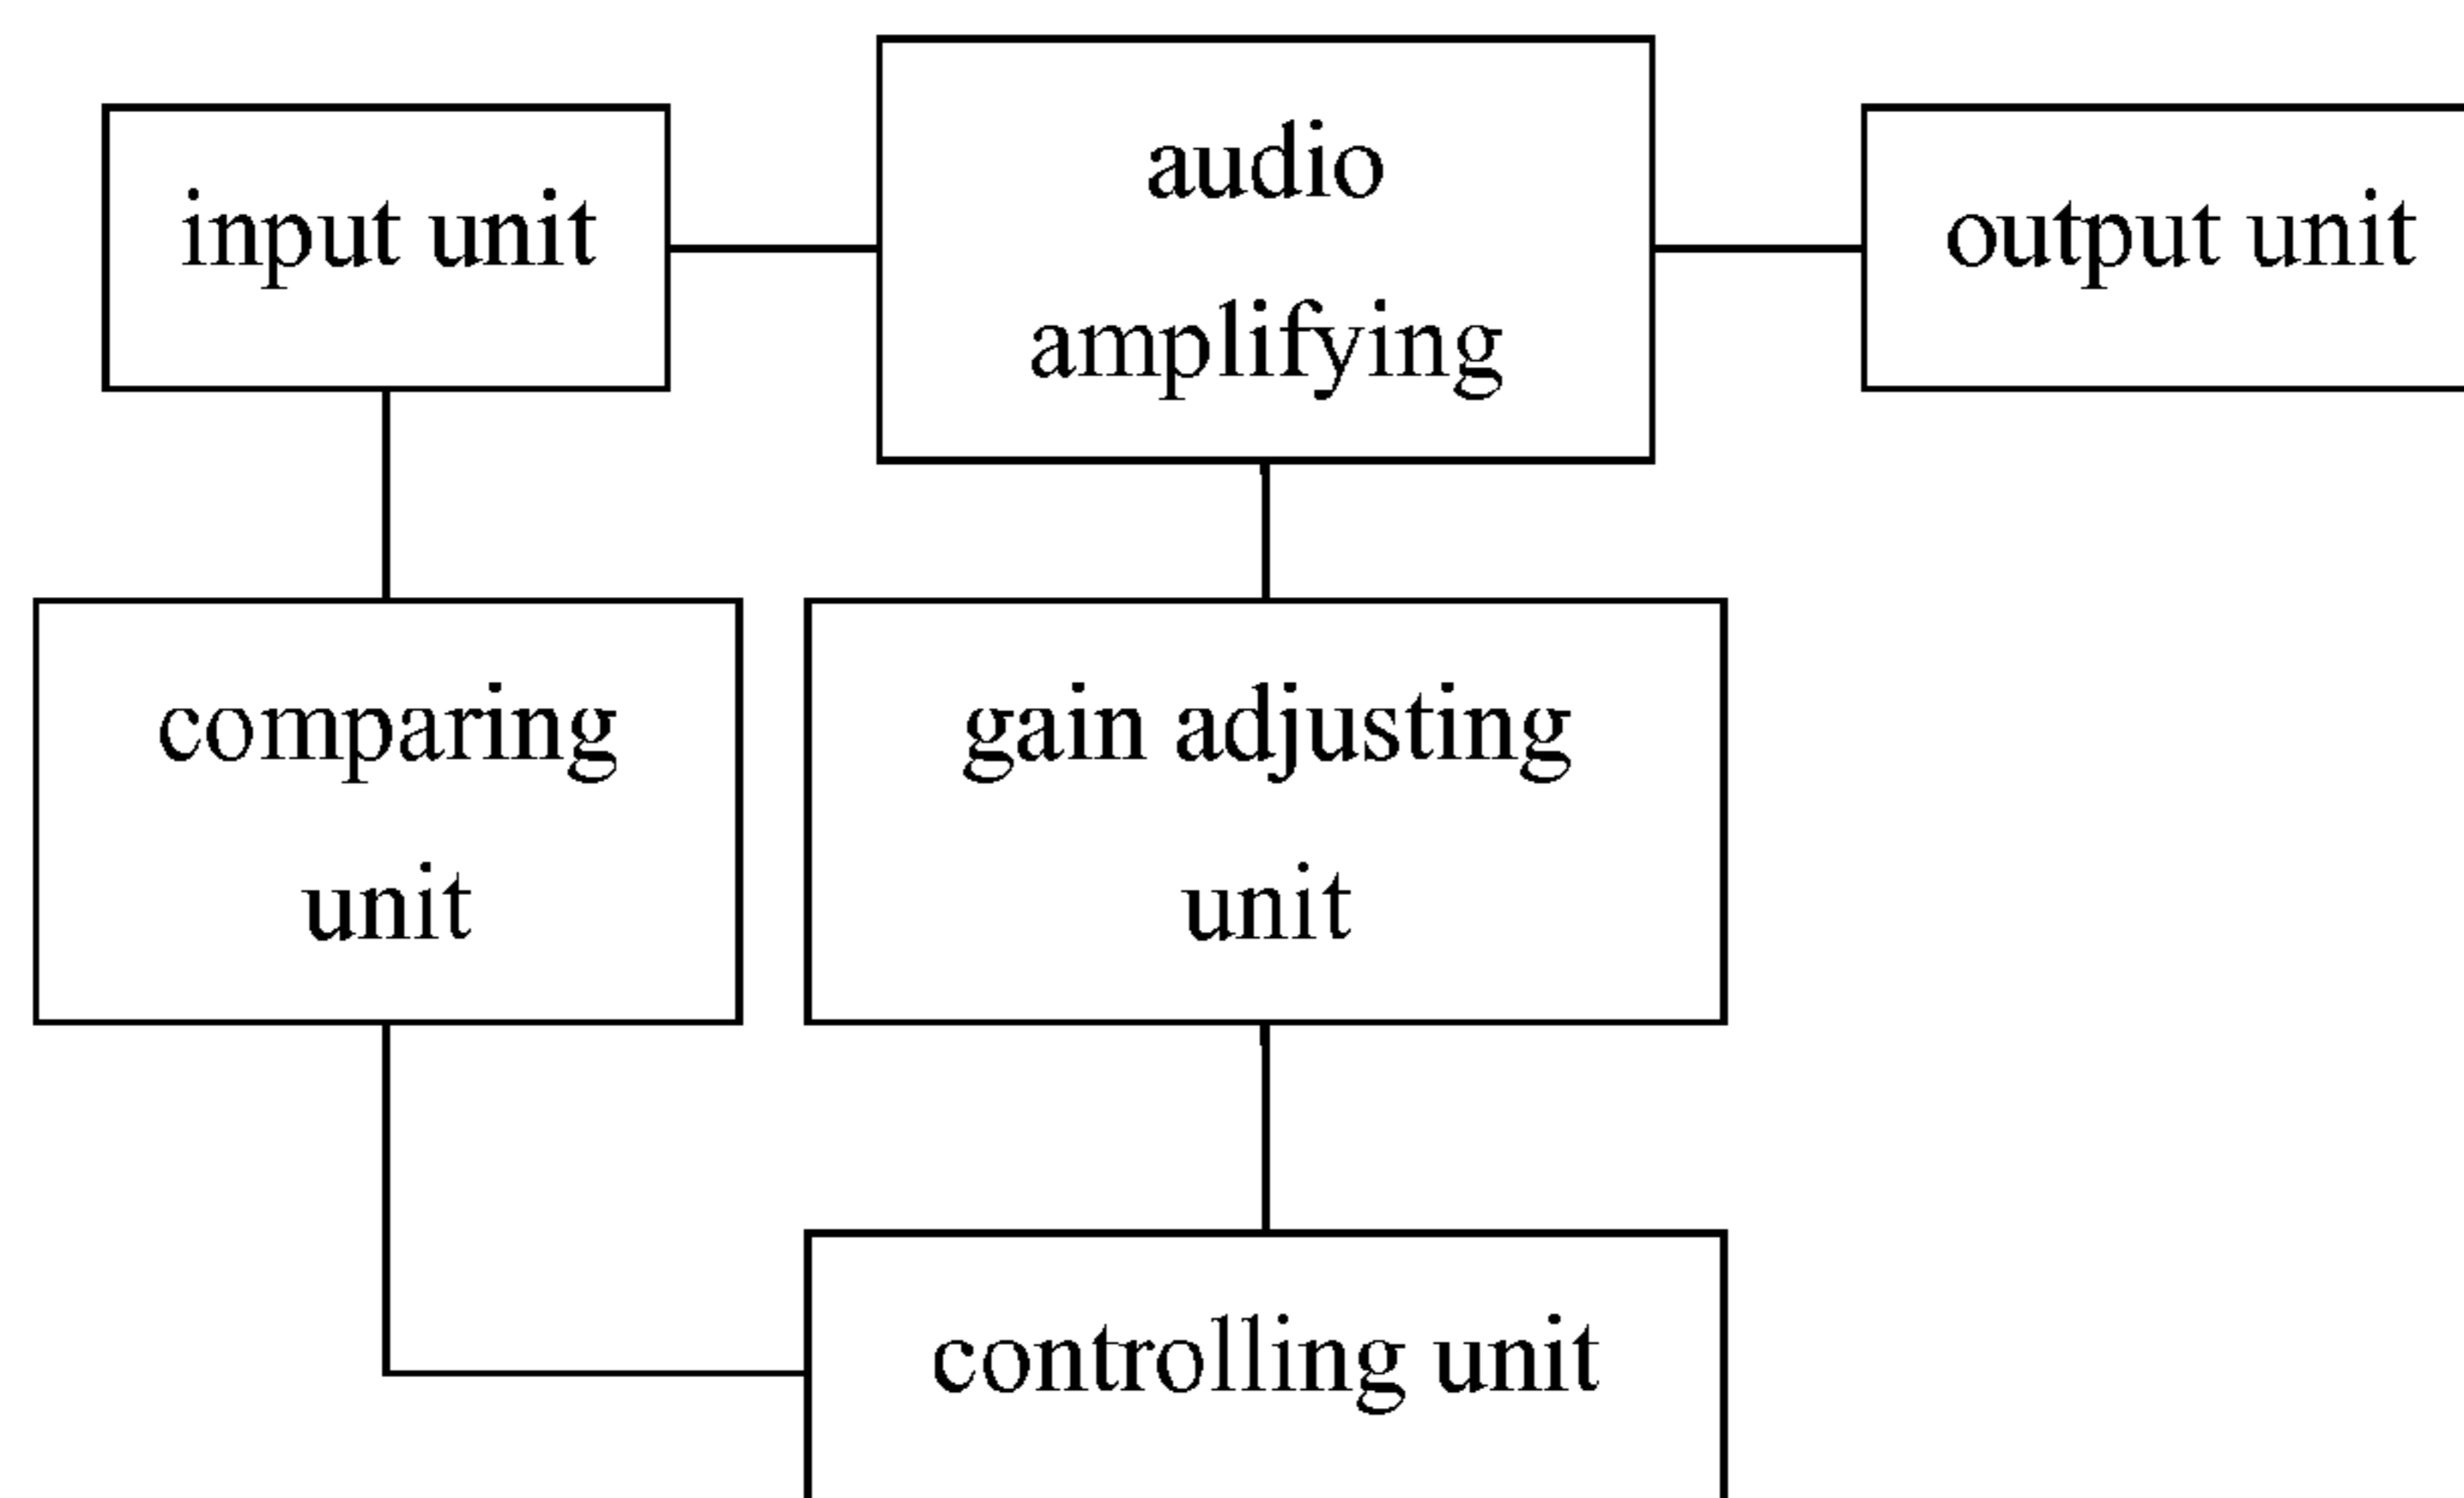 input unit
audio
amplifying
output unit
comparing
unit
gain adjusting
unit
controlling unit